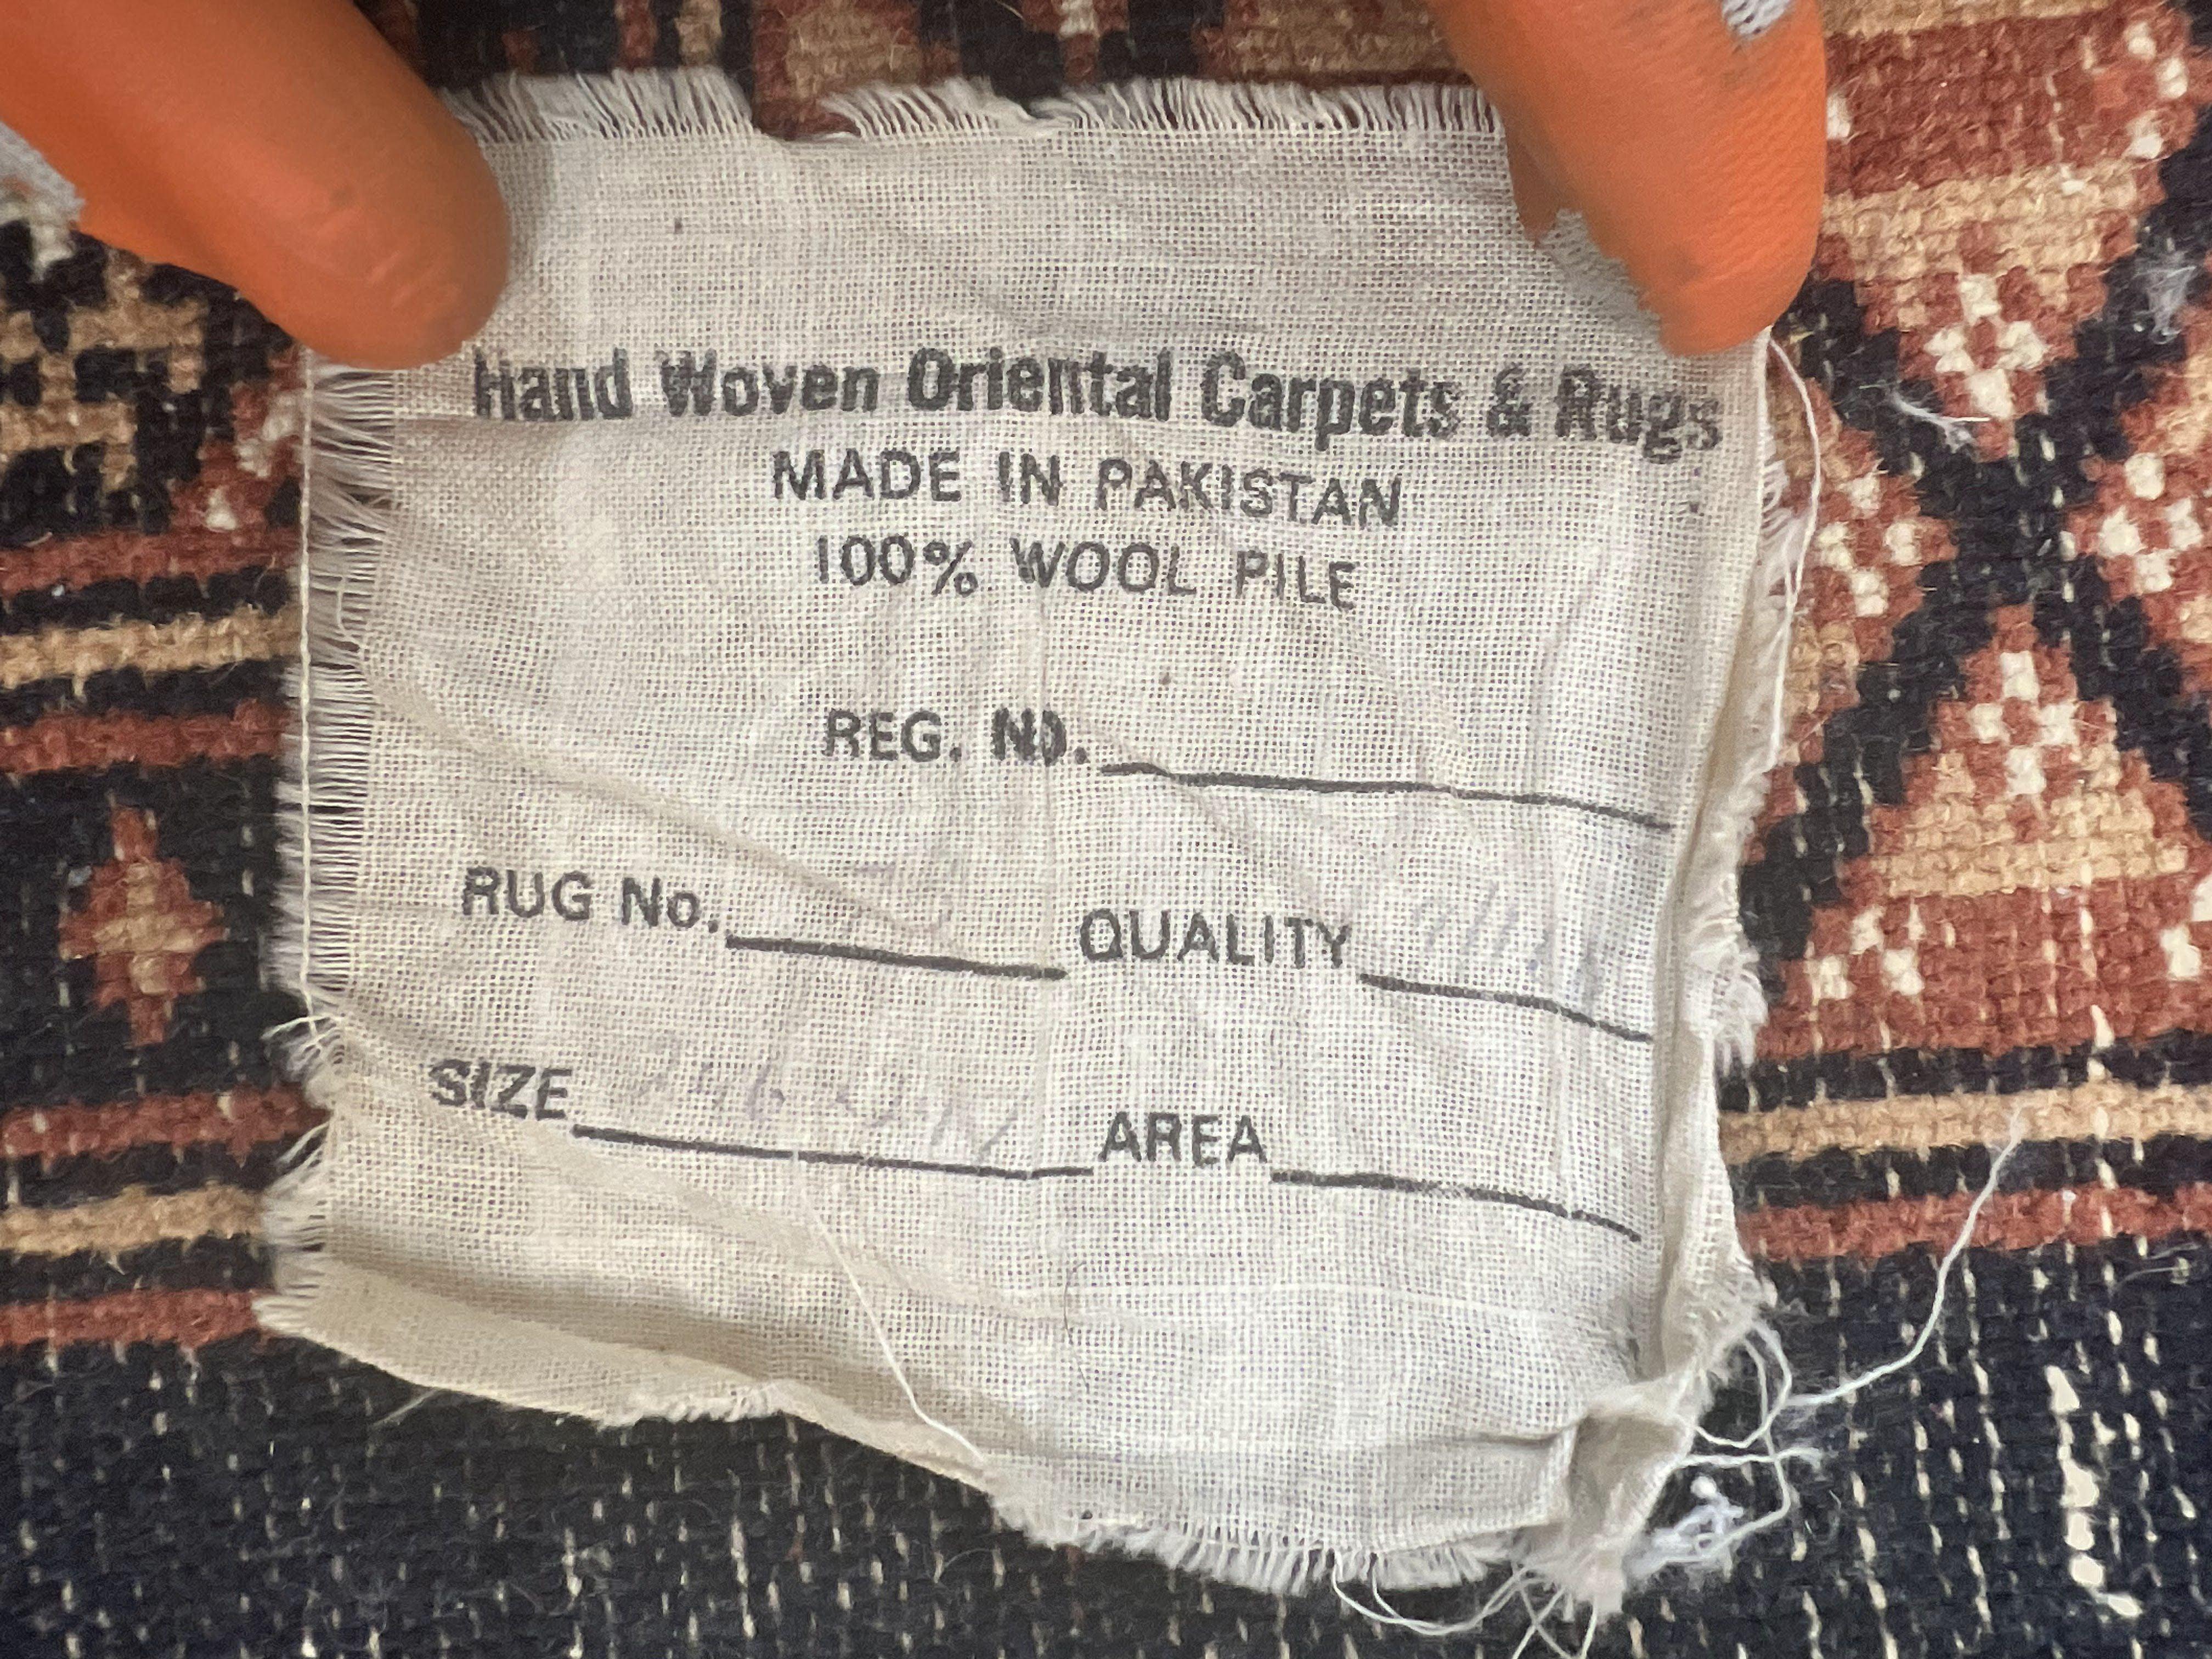 Hand Woven Oriental Carpets & Rugs
MADE IN PAKISTAN
100% WOOL PILE
REG. NO.
RUG No. QUALITY
SIZE AREA